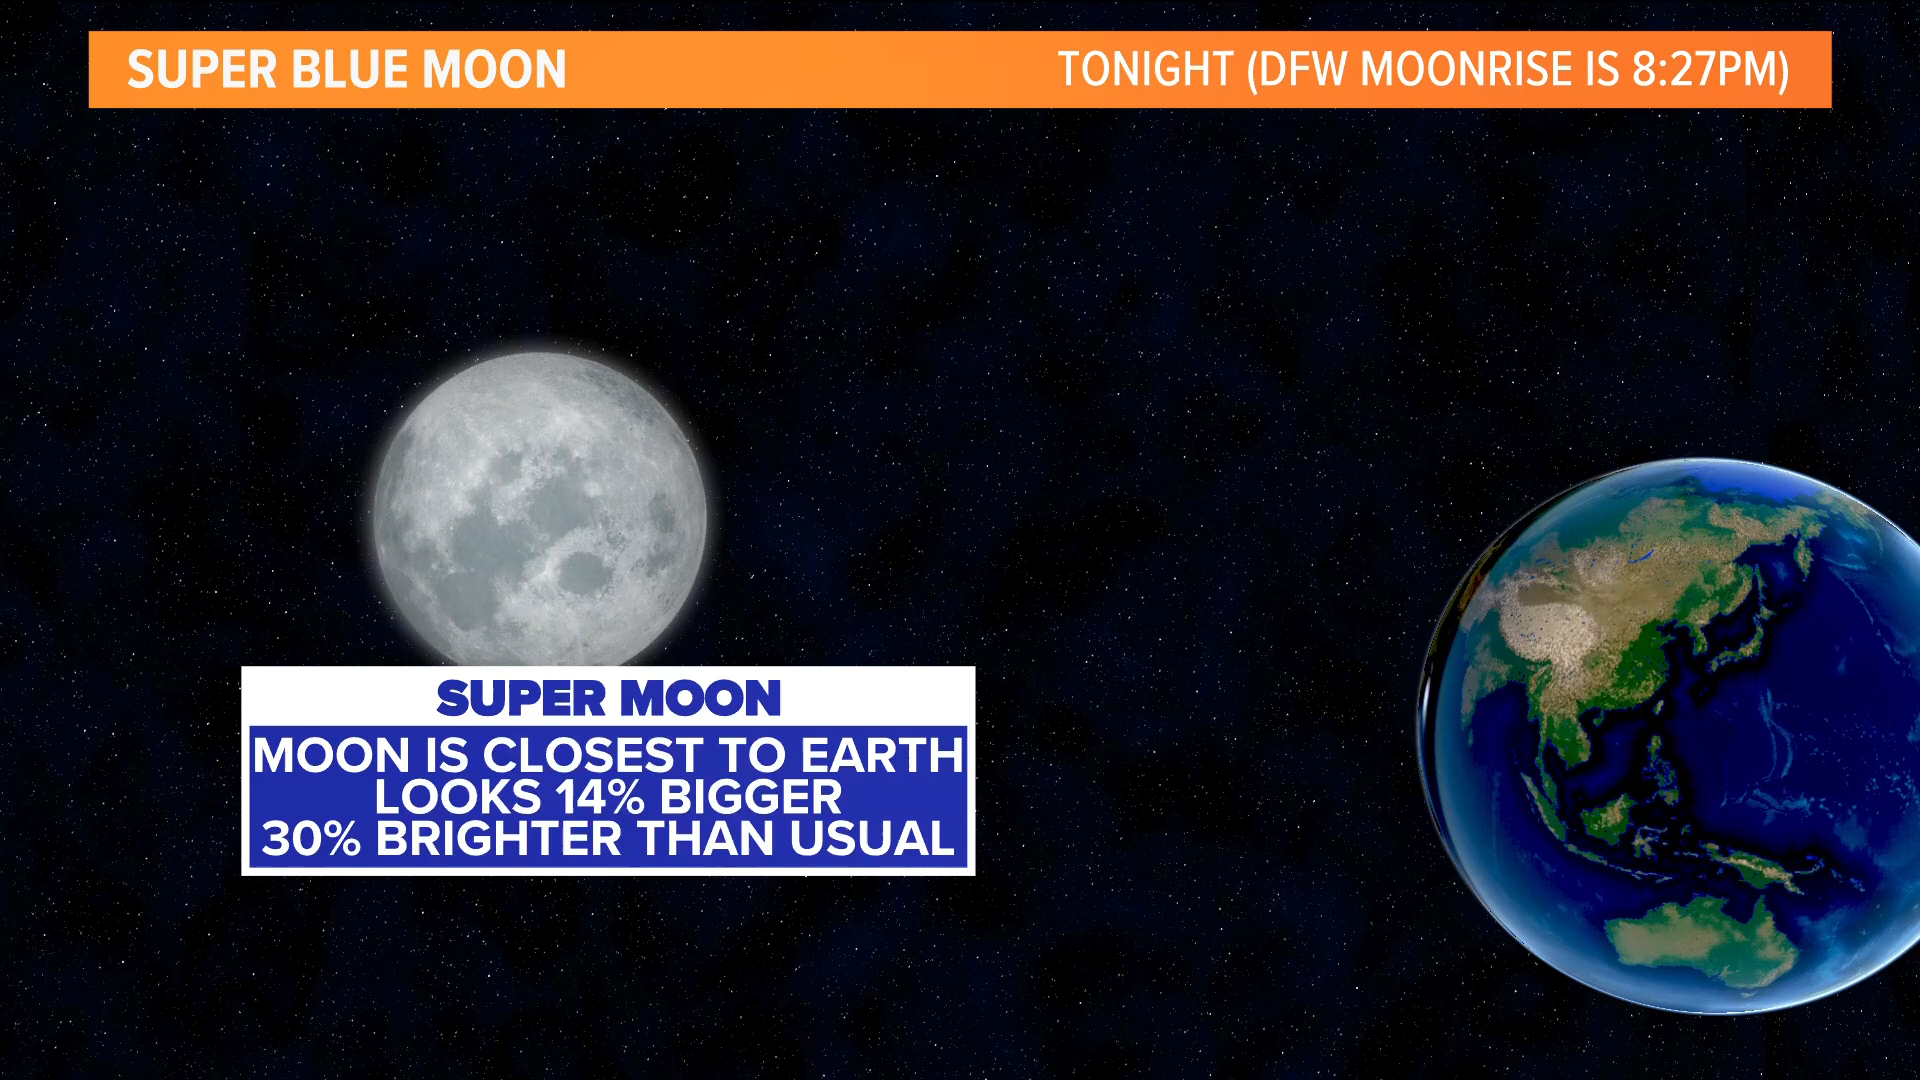 SUPER BLUE MOON
TONIGHT (DFW MOONRISE IS 8:27PM)
SUPER MOON
MOON IS CLOSEST TO EARTH
LOOKS 14% BIGGER
30% BRIGHTER THAN USUAL